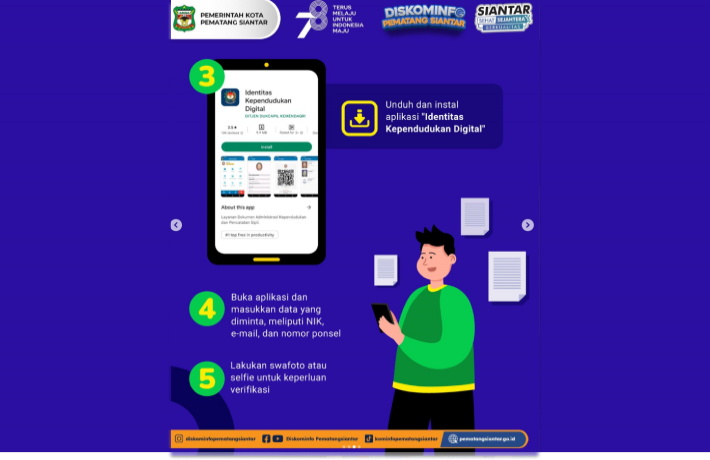 PEMERINTAH KOTA
PEMATANG SIANTAR
78
TERUS
MELAJU
UNTUK
INDONESIA
MAJU
DISKOMINFO
PEMATANG SIANTAR
SIANTAR
SEHAT SEJAHTERA
BERKUALITAS
3
Identitas
Kependudukan
Digital
DITJEN DUKCAPIL KEMENDAGRI
Install
About this app
Layanan Dokumen Administrasi Kependudukan
dan Pencatatan Sipil
#1 top free in productivity
Unduh dan instal
aplikasi "Identitas
Kependudukan Digital"
4
Buka aplikasi dan
masukkan data yang
diminta, meliputi NIK,
e-mail, dan nomor ponsel
5
Lakukan swafoto atau
selfie untuk keperluan
verifikasi
diskominfopematangsiantar
Diskominfo Pematangsiantar
kominfopematangsiantar
pematangsiantar.go.id